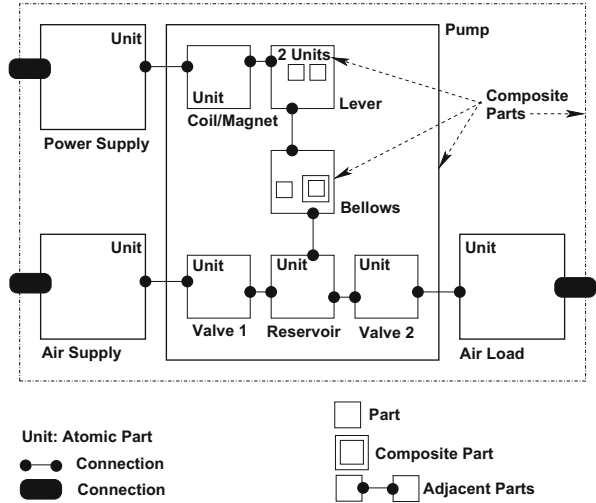 Unit
Power Supply
Unit
Coil/Magnet
2 Units
Lever
Pump
Composite
Parts
Bellows
Unit
Air Supply
Unit
Valve 1
Unit
Reservoir
Unit
Valve 2
Unit
Air Load
Unit: Atomic Part
Connection
Connection
Part
Composite Part
Adjacent Parts